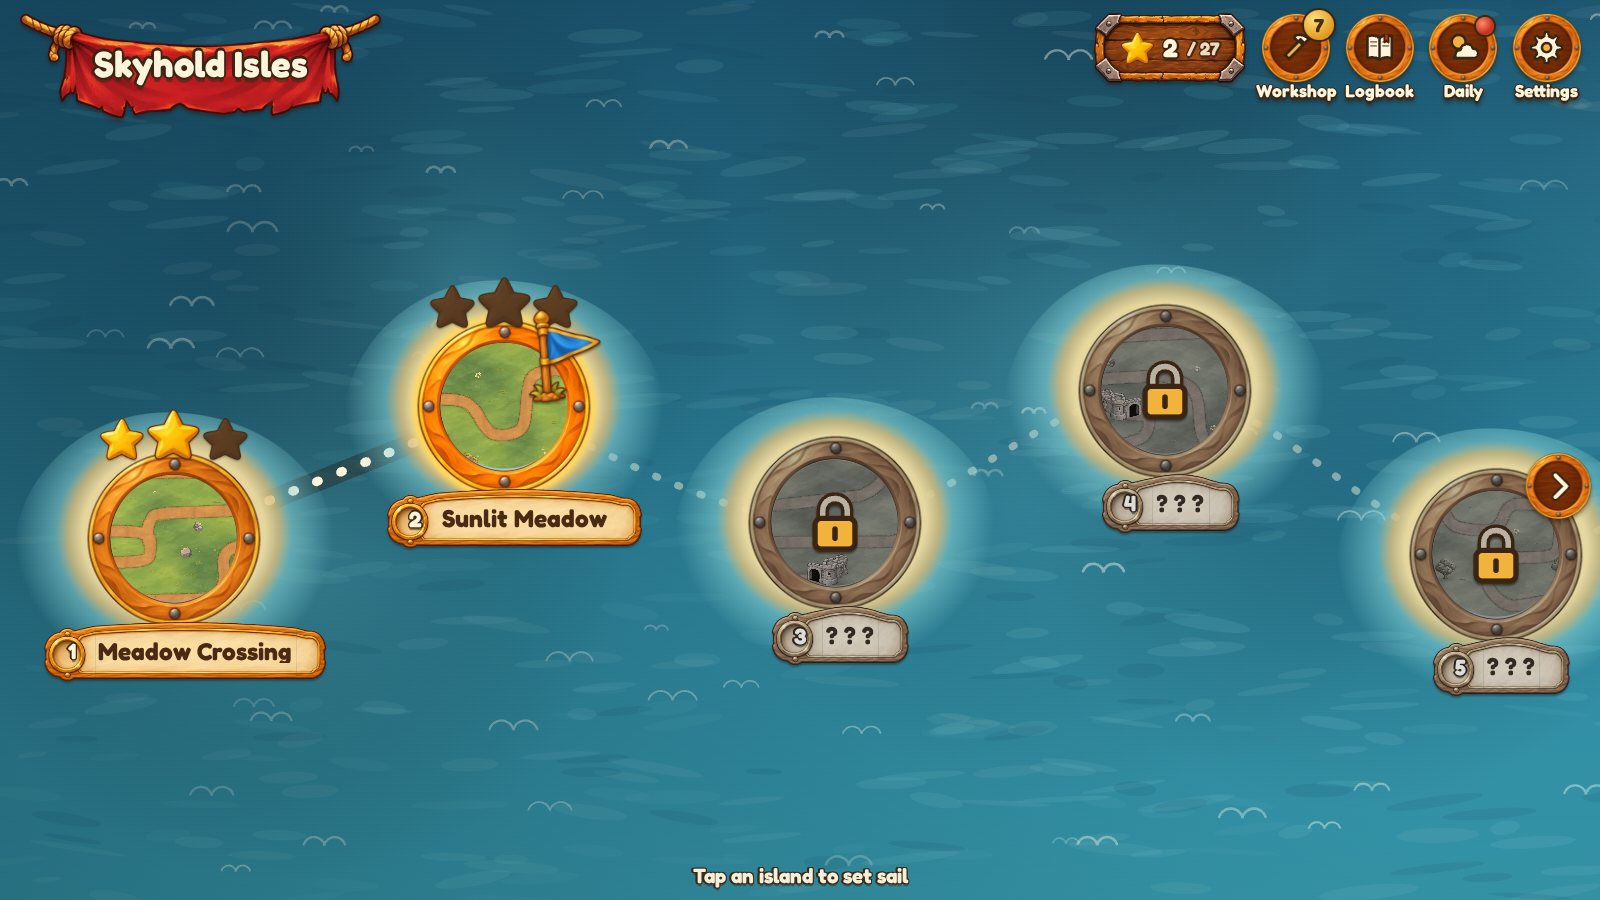 Skyhold Isles
2 / 27
7
Workshop
Logbook
Daily
Settings
1 Meadow Crossing
2 Sunlit Meadow
3 ? ? ?
4 ? ? ?
5 ? ? ?
Tap an island to set sail